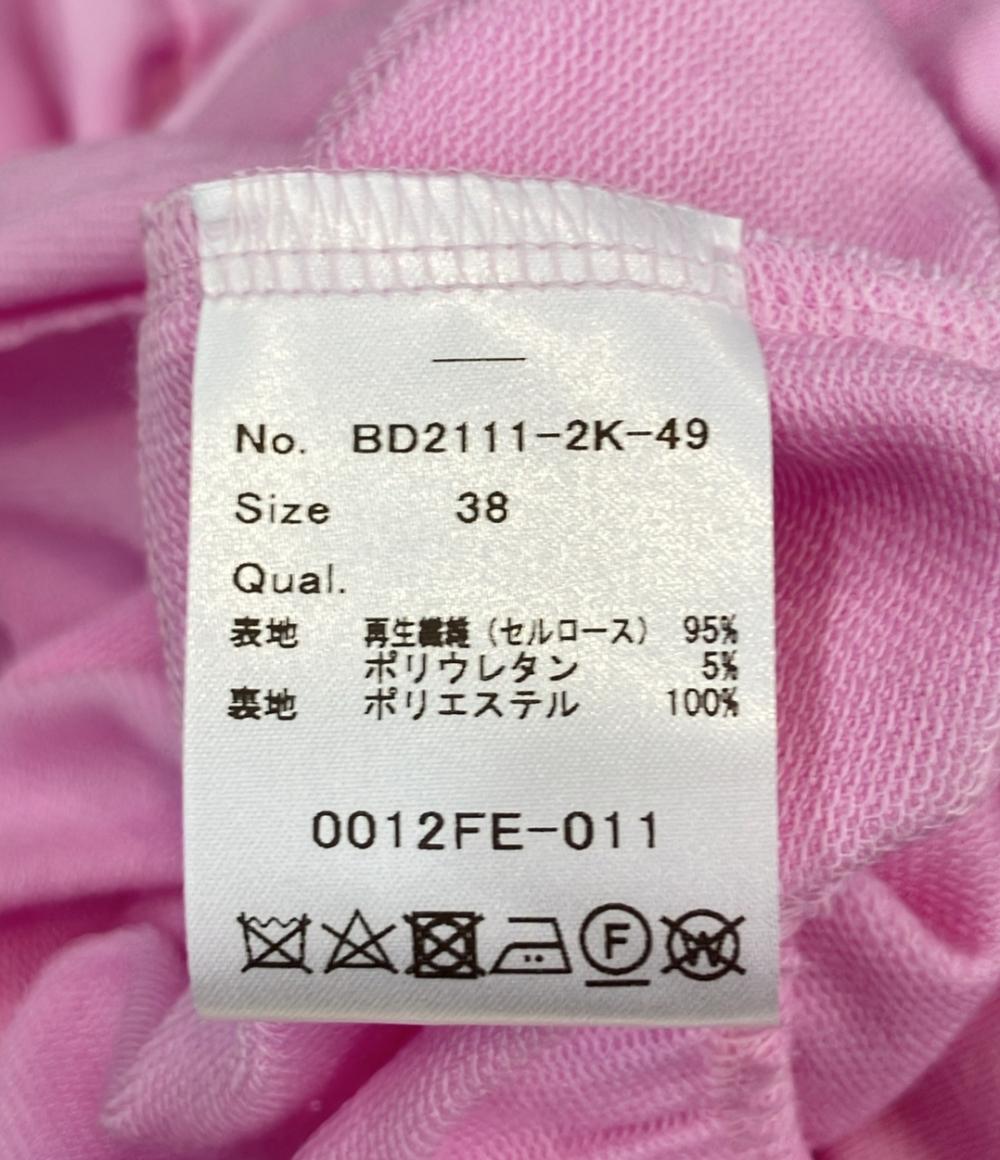 No. BD2111-2K-49
Size 38
Qual.
表地 再生繊維（セルロース） 95%
ポリウレタン 5%
裏地 ポリエステル 100%
0012FE-011
F
W